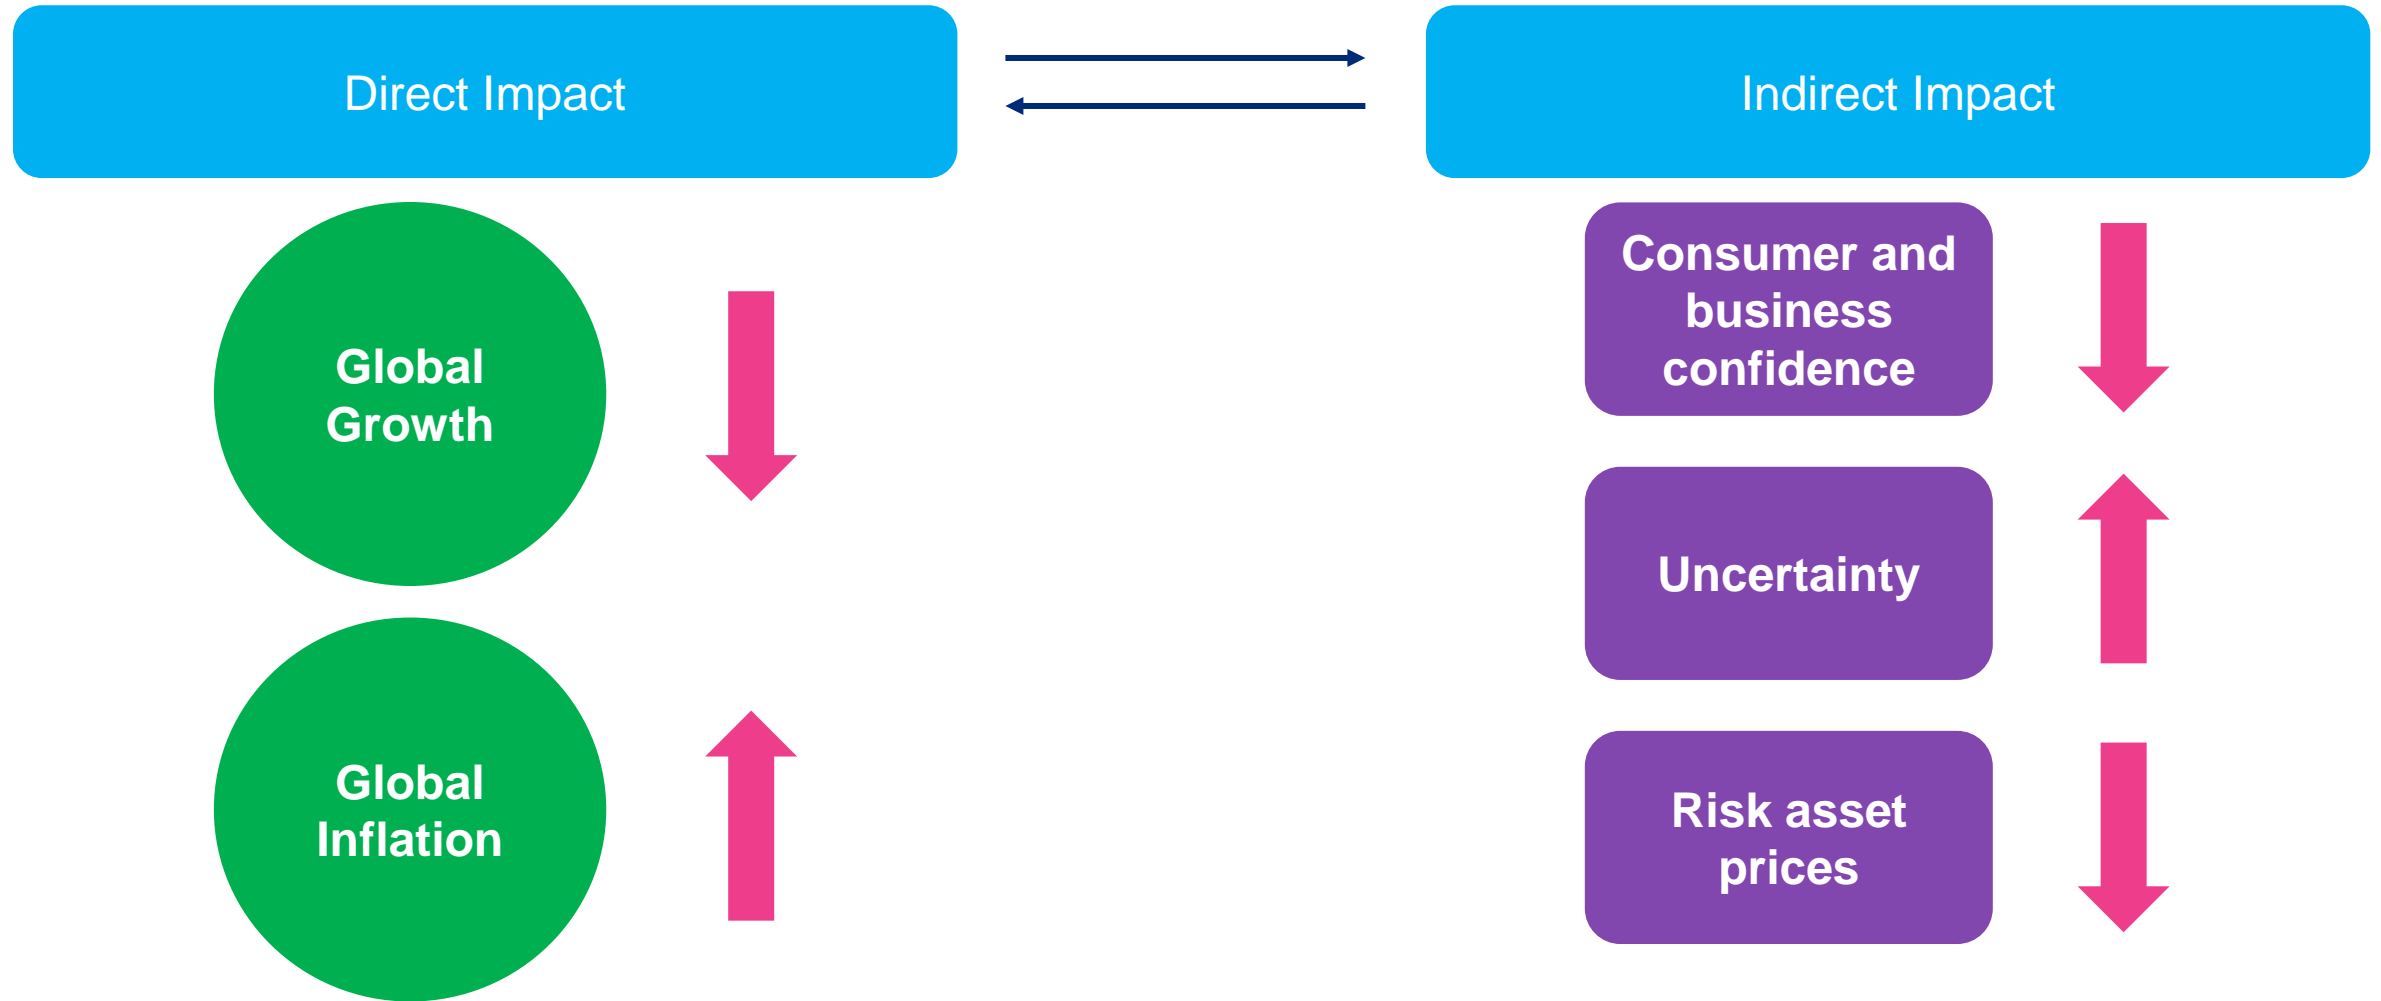 Direct Impact
Indirect Impact
Global
Growth
Global
Inflation
Consumer and
business
confidence
Uncertainty
Risk asset
prices